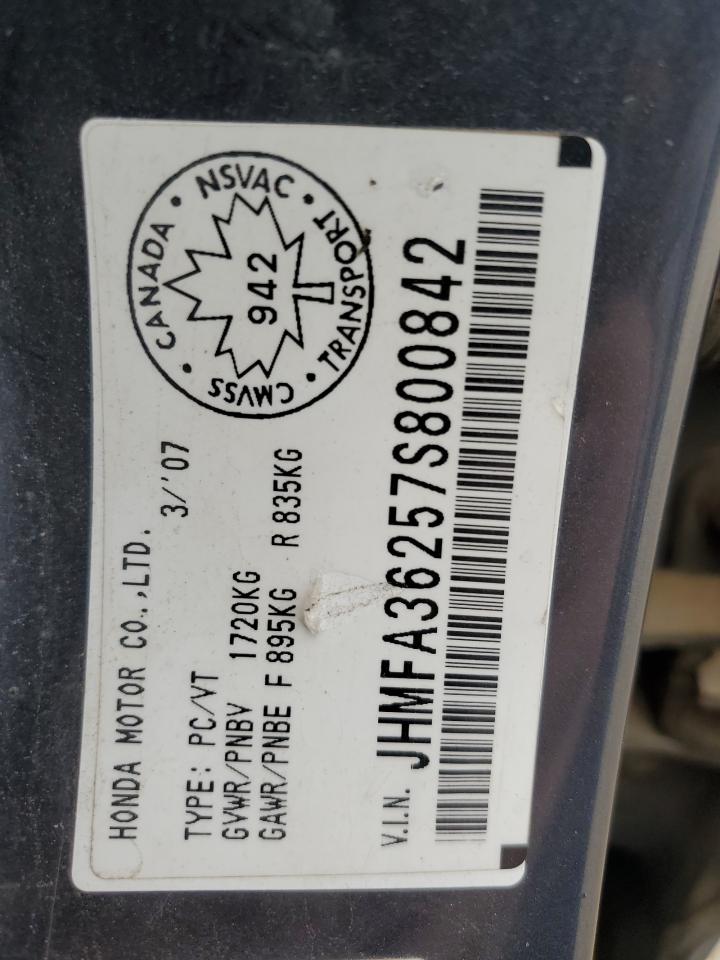 HONDA MOTOR CO.,LTD.
3/'07
TYPE: PC/VT
GVWR/PNBV 1720KG
GAWR/PNBE F 895KG R 835KG
V.I.N. JHMFA36257S800842
CANADA • NSVAC • TRANSPORT • CMVSS •
942